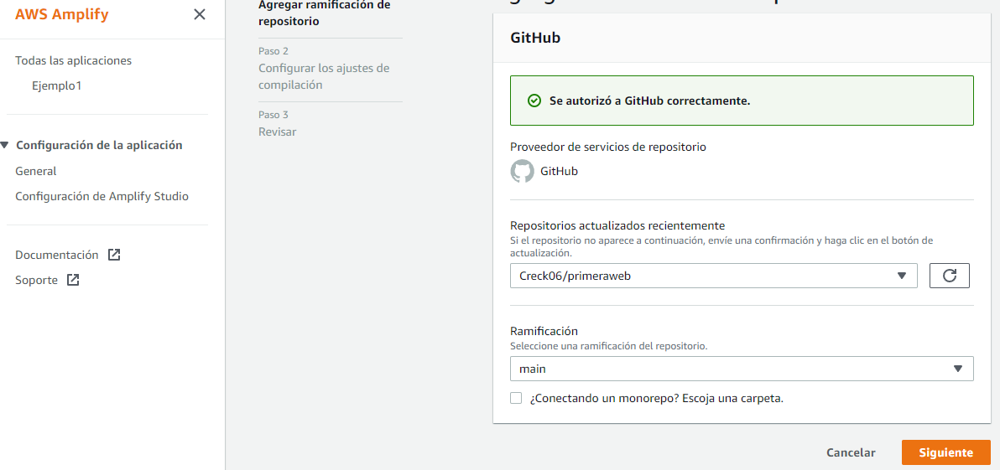 AWS Amplify
Todas las aplicaciones
Ejemplo1
Configuración de la aplicación
General
Configuración de Amplify Studio
Documentación
Soporte
Agregar ramificación de
repositorio
Paso 2
Configurar los ajustes de
compilación
Paso 3
Revisar
GitHub
Se autorizó a GitHub correctamente.
Proveedor de servicios de repositorio
GitHub
Repositorios actualizados recientemente
Si el repositorio no aparece a continuación, envíe una confirmación y haga clic en el botón de
actualización.
Creck06/primeraweb
Ramificación
Seleccione una ramificación del repositorio.
main
¿Conectando un monorepo? Escoja una carpeta.
Cancelar
Siguiente